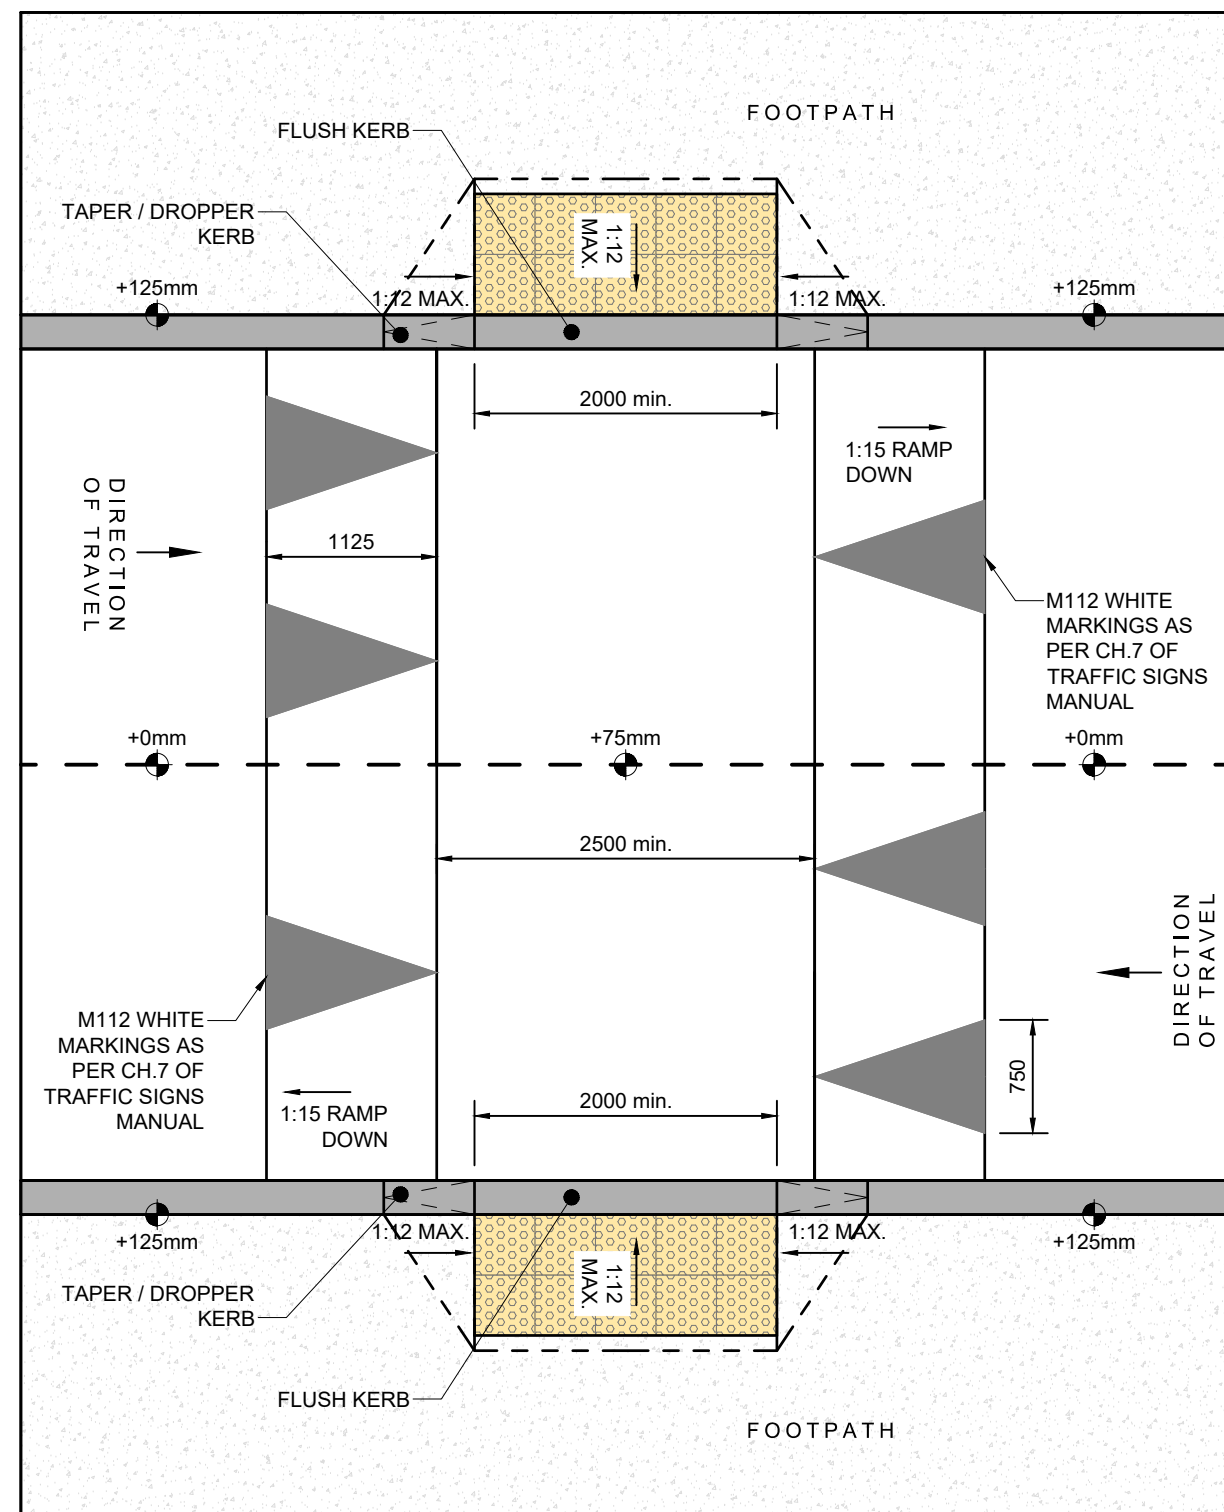 FOOTPATH
FLUSH KERB
TAPER / DROPPER
KERB
1:12
MAX.
+125mm
1:12 MAX.
1:12 MAX.
+125mm
2000 min.
1:15 RAMP
DOWN
DIRECTION
OF TRAVEL
1125
M112 WHITE
MARKINGS AS
PER CH.7 OF
TRAFFIC SIGNS
MANUAL
+0mm
+75mm
+0mm
2500 min.
DIRECTION
OF TRAVEL
M112 WHITE
MARKINGS AS
PER CH.7 OF
TRAFFIC SIGNS
MANUAL
1:15 RAMP
DOWN
2000 min.
750
+125mm
1:12 MAX.
1:12 MAX.
+125mm
1:12
MAX.
TAPER / DROPPER
KERB
FLUSH KERB
FOOTPATH